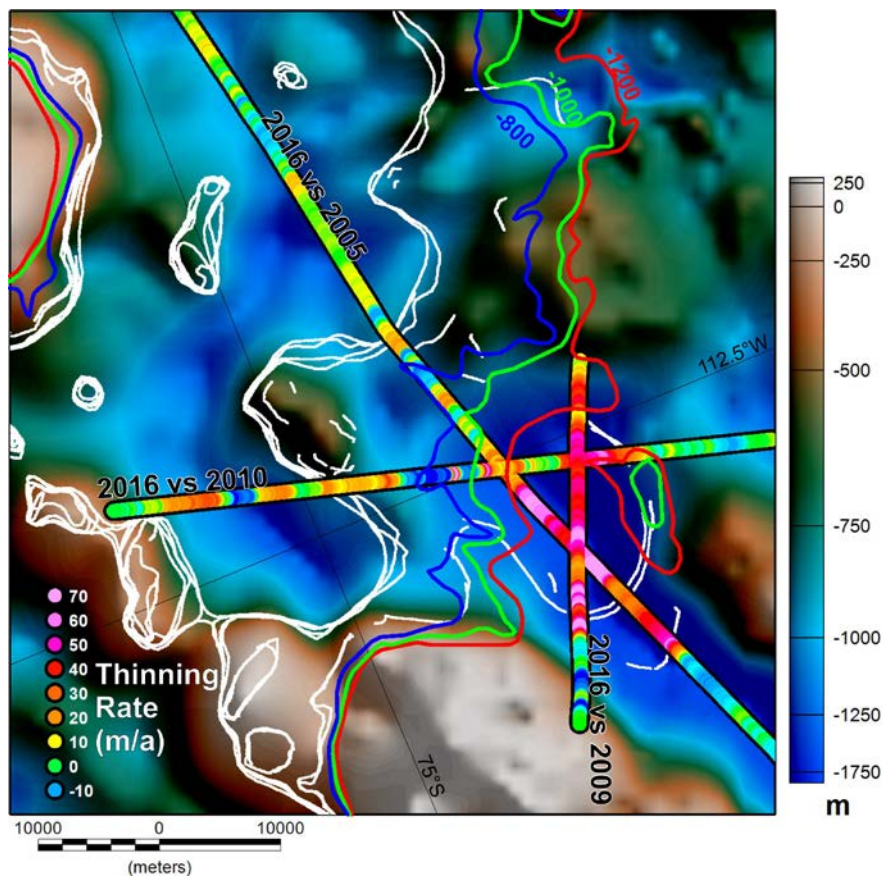 -1200
-1000
-800
2016 vs 2005
112.5°W
2016 vs 2010
2016 vs 2009
75°S
70
60
50
40
30
20
10
0
-10
Thinning
Rate
(m/a)
250
0
-250
-500
-750
-1000
-1250
-1750
m
10000 0 10000
(meters)